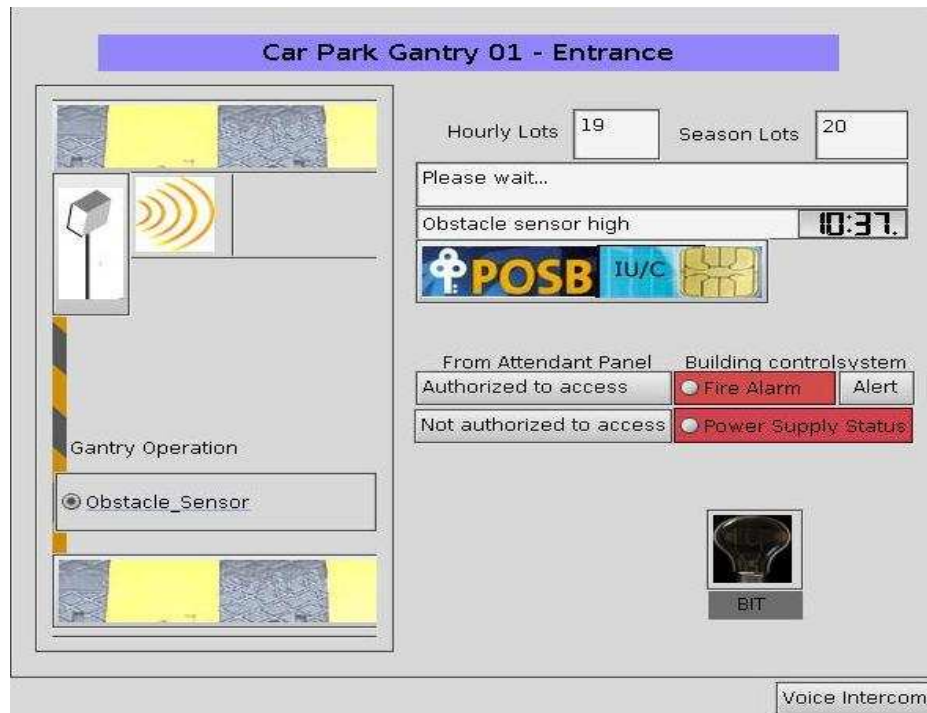 Car Park Gantry 01 - Entrance
Hourly Lots 19 Season Lots 20
Please wait...
Obstacle sensor high 10:37.
POSB IU/C
From Attendant Panel Building controlsystem
Authorized to access Fire Alarm Alert
Not authorized to access Power Supply Status
Gantry Operation
Obstacle_Sensor
BIT
Voice Intercom